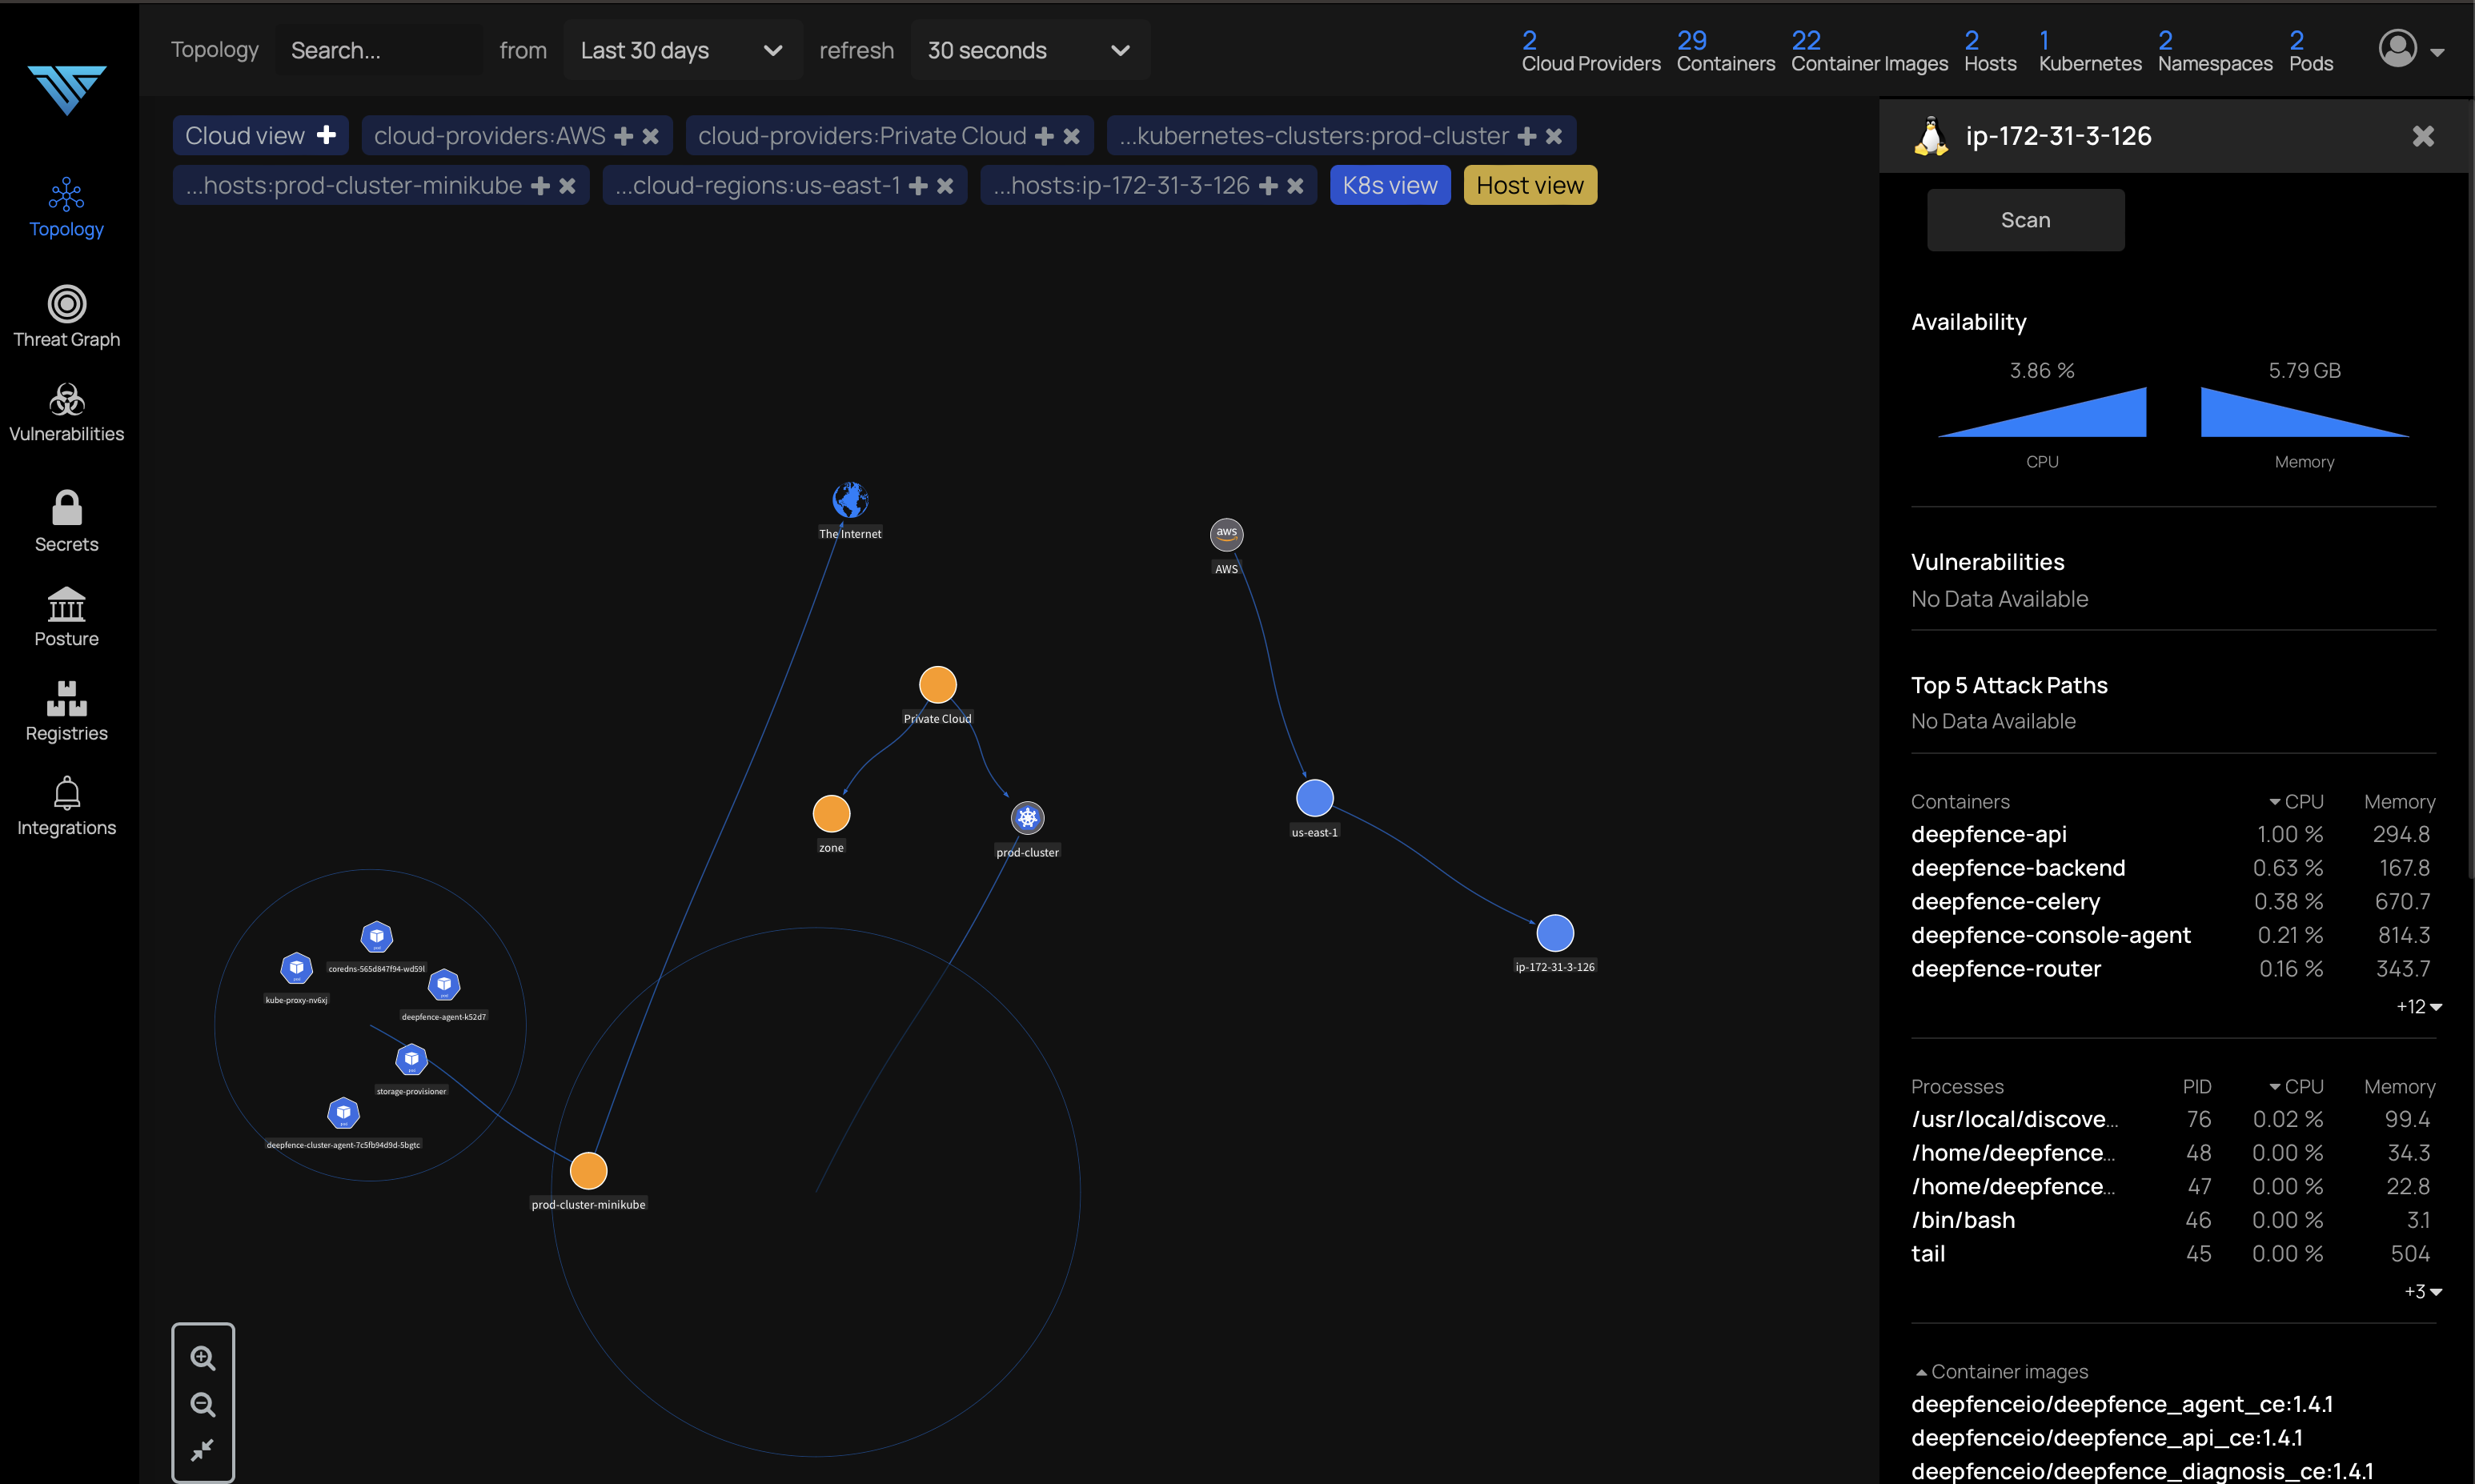 Topology Search... from Last 30 days refresh 30 seconds
2 Cloud Providers
29 Containers
22 Container Images
2 Hosts
1 Kubernetes
2 Namespaces
2 Pods
Topology
Threat Graph
Vulnerabilities
Secrets
Posture
Registries
Integrations
Cloud view
cloud-providers:AWS
cloud-providers:Private Cloud
...kubernetes-clusters:prod-cluster
...hosts:prod-cluster-minikube
...cloud-regions:us-east-1
...hosts:ip-172-31-3-126
K8s view
Host view
The Internet
aws
AWS
Private Cloud
zone
prod-cluster
us-east-1
ip-172-31-3-126
coredns-565d847f94-wd59l
kube-proxy-nv6xj
deepfence-agent-k52d7
storage-provisioner
deepfence-cluster-agent-7c5fb94d9d-5bgtc
prod-cluster-minikube
ip-172-31-3-126
Scan
Availability
3.86 % 5.79 GB
CPU Memory
Vulnerabilities
No Data Available
Top 5 Attack Paths
No Data Available
Containers CPU Memory
deepfence-api 1.00 % 294.8
deepfence-backend 0.63 % 167.8
deepfence-celery 0.38 % 670.7
deepfence-console-agent 0.21 % 814.3
deepfence-router 0.16 % 343.7
+12
Processes PID CPU Memory
/usr/local/discove... 76 0.02 % 99.4
/home/deepfence... 48 0.00 % 34.3
/home/deepfence... 47 0.00 % 22.8
/bin/bash 46 0.00 % 3.1
tail 45 0.00 % 504
+3
Container images
deepfenceio/deepfence_agent_ce:1.4.1
deepfenceio/deepfence_api_ce:1.4.1
deepfenceio/deepfence_diagnosis_ce:1.4.1